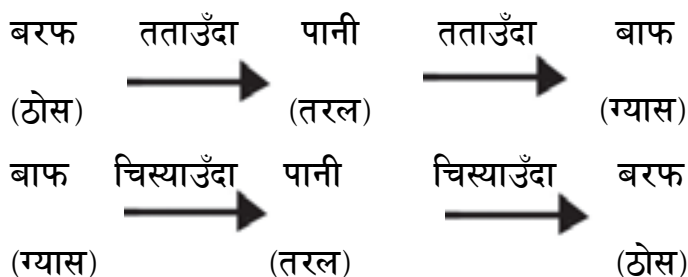 बरफ तताउँदा पानी तताउँदा बाफ
(ठोस) (तरल) (ग्यास)
बाफ चिस्याउँदा पानी चिस्याउँदा बरफ
(ग्यास) (तरल) (ठोस)